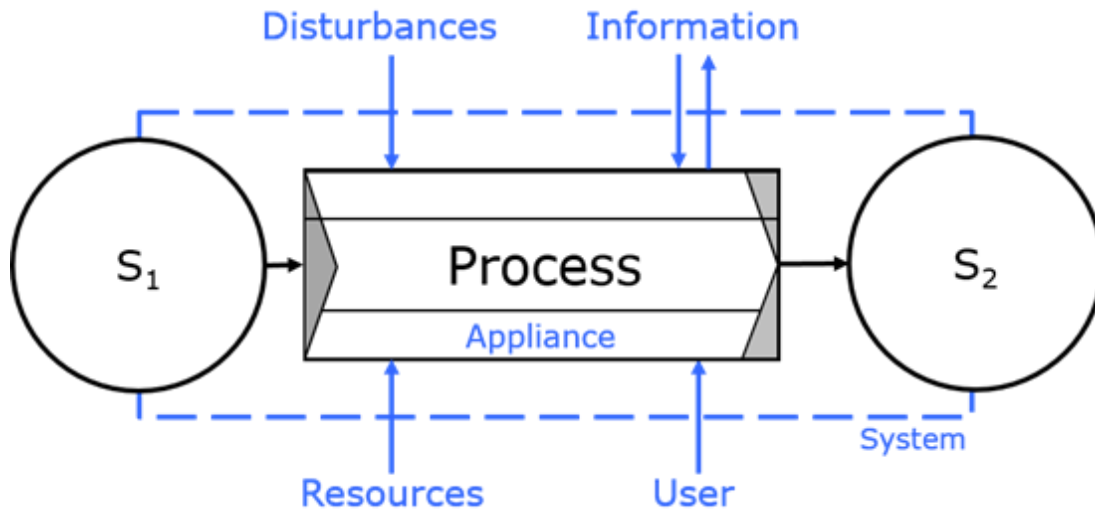 Disturbances
Information
S₁
Process
S₂
Appliance
System
Resources
User